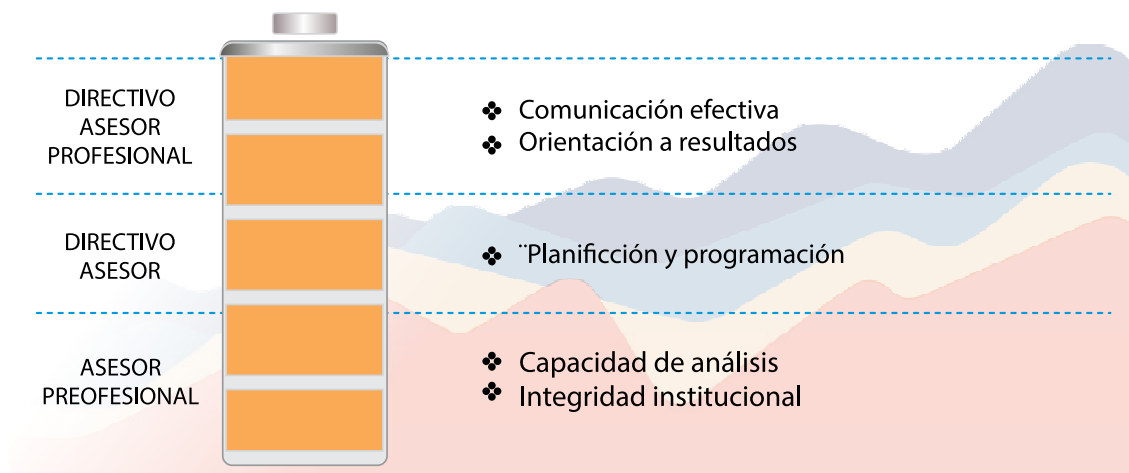 DIRECTIVO
ASESOR
PROFESIONAL
❖ Comunicación efectiva
❖ Orientación a resultados
DIRECTIVO
ASESOR
❖ ¨Planificción y programación
ASESOR
PREOFESIONAL
❖ Capacidad de análisis
❖ Integridad institucional